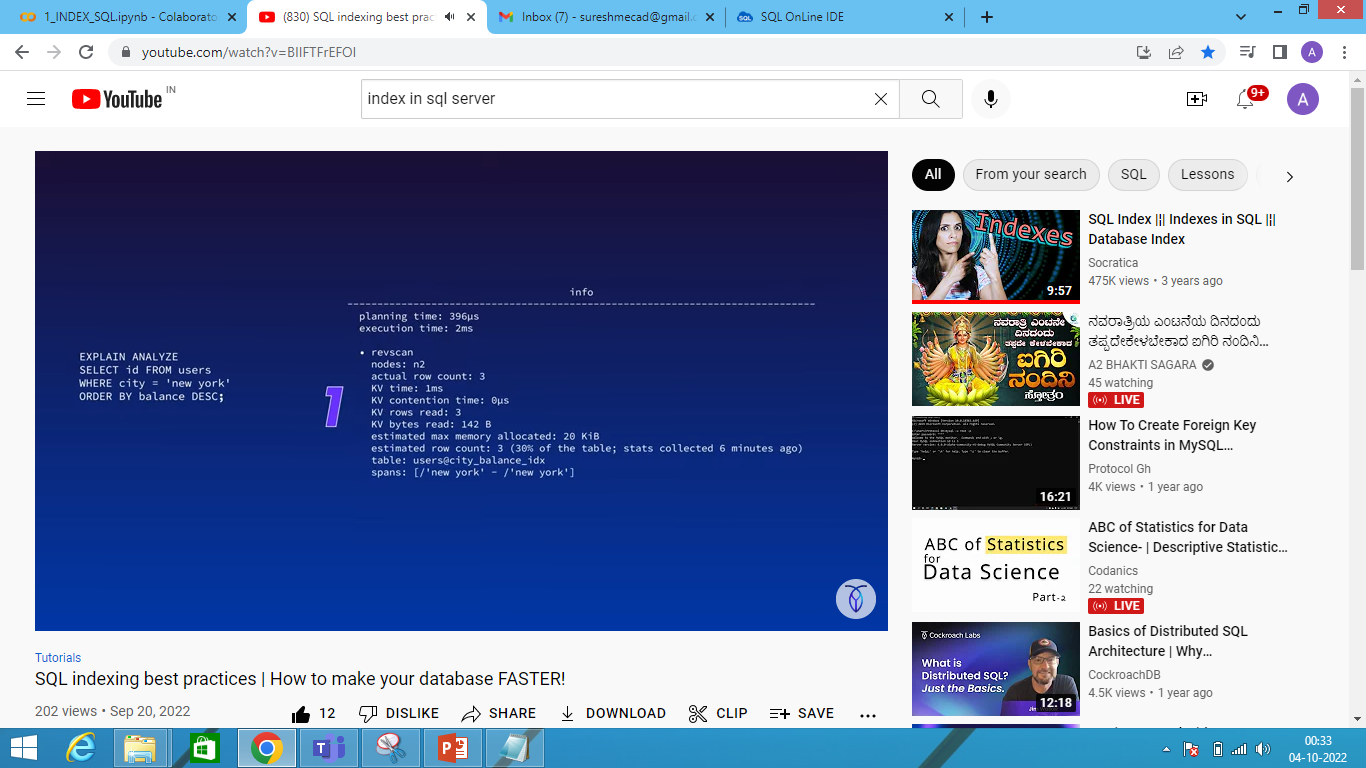 1_INDEX_SQL.ipynb - Colaborato
(830) SQL indexing best prac
Inbox (7) - sureshmecad@gmail.c
SQL OnLine IDE
youtube.com/watch?v=BIIFTFrEFOI
A
YouTube IN
index in sql server
9+
A
info
planning time: 396µs
execution time: 2ms
• revscan
nodes: n2
actual row count: 3
KV time: 1ms
KV contention time: 0µs
KV rows read: 3
KV bytes read: 142 B
estimated max memory allocated: 20 KiB
estimated row count: 3 (30% of the table; stats collected 6 minutes ago)
table: users@city_balance_idx
spans: [/'new york' - /'new york']
EXPLAIN ANALYZE
SELECT id FROM users
WHERE city = 'new york'
ORDER BY balance DESC;
1
Tutorials
SQL indexing best practices | How to make your database FASTER!
202 views • Sep 20, 2022
12
DISLIKE
SHARE
DOWNLOAD
CLIP
SAVE
All
From your search
SQL
Lessons
Indexes
9:57
SQL Index |¦| Indexes in SQL |¦|
Database Index
Socratica
475K views • 3 years ago
ನವರಾತ್ರಿ ಎಂಟನೇ ದಿನ
ತಪ್ಪದೇ ಕೇಳಬೇಕಾದ
ಐಗಿರಿ
ನಂದಿನಿ
ಸ್ತೋತ್ರಂ
ನವರಾತ್ರಿಯ ಎಂಟನೆಯ ದಿನದಂದು
ತಪ್ಪದೇಕೇಳಬೇಕಾದ ಐಗಿರಿ ನಂದಿನಿ...
A2 BHAKTI SAGARA
45 watching
LIVE
16:21
How To Create Foreign Key
Constraints in MySQL...
Protocol Gh
4K views • 1 year ago
ABC of Statistics
for
Data Science
Part-2
ABC of Statistics for Data
Science- | Descriptive Statistic...
Codanics
22 watching
LIVE
Cockroach Labs
What is
Distributed SQL?
Just the Basics.
12:18
Basics of Distributed SQL
Architecture | Why...
CockroachDB
4.5K views • 1 year ago
00:33
04-10-2022